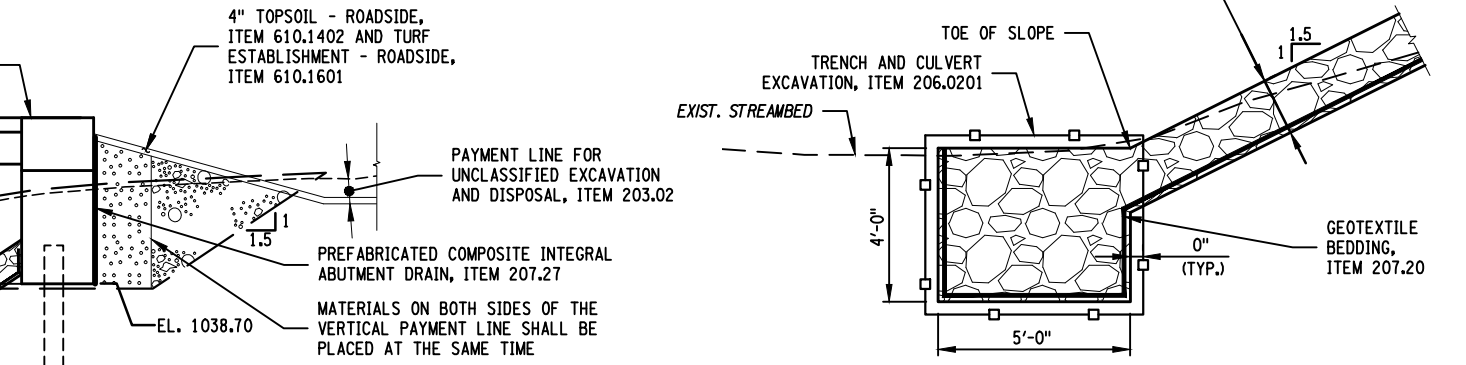 4" TOPSOIL - ROADSIDE,
ITEM 610.1402 AND TURF
ESTABLISHMENT - ROADSIDE,
ITEM 610.1601
PAYMENT LINE FOR
UNCLASSIFIED EXCAVATION
AND DISPOSAL, ITEM 203.02
1
1.5
PREFABRICATED COMPOSITE INTEGRAL
ABUTMENT DRAIN, ITEM 207.27
MATERIALS ON BOTH SIDES OF THE
VERTICAL PAYMENT LINE SHALL BE
PLACED AT THE SAME TIME
EL. 1038.70
TOE OF SLOPE
TRENCH AND CULVERT
EXCAVATION, ITEM 206.0201
EXIST. STREAMBED
1.5
1
4'-0"
5'-0"
0"
(TYP.)
GEOTEXTILE
BEDDING,
ITEM 207.20